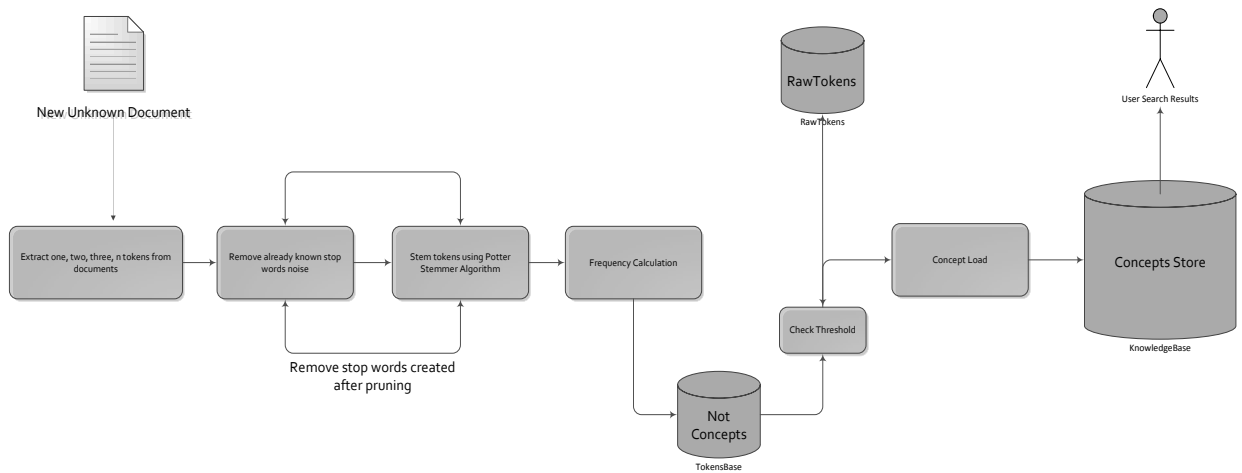 New Unknown Document
RawTokens
RawTokens
User Search Results
Extract one, two, three, n tokens from
documents
Remove already known stop
words noise
Stem tokens using Potter
Stemmer Algorithm
Frequency Calculation
Concept Load
Concepts Store
KnowledgeBase
Check Threshold
Remove stop words created
after pruning
Not
Concepts
TokensBase